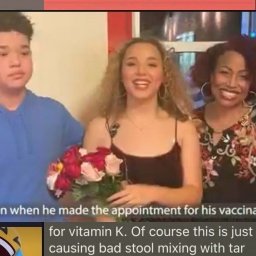 n when he made the appointment for his vaccina
for vitamin K. Of course this is just
causing bad stool mixing with tar